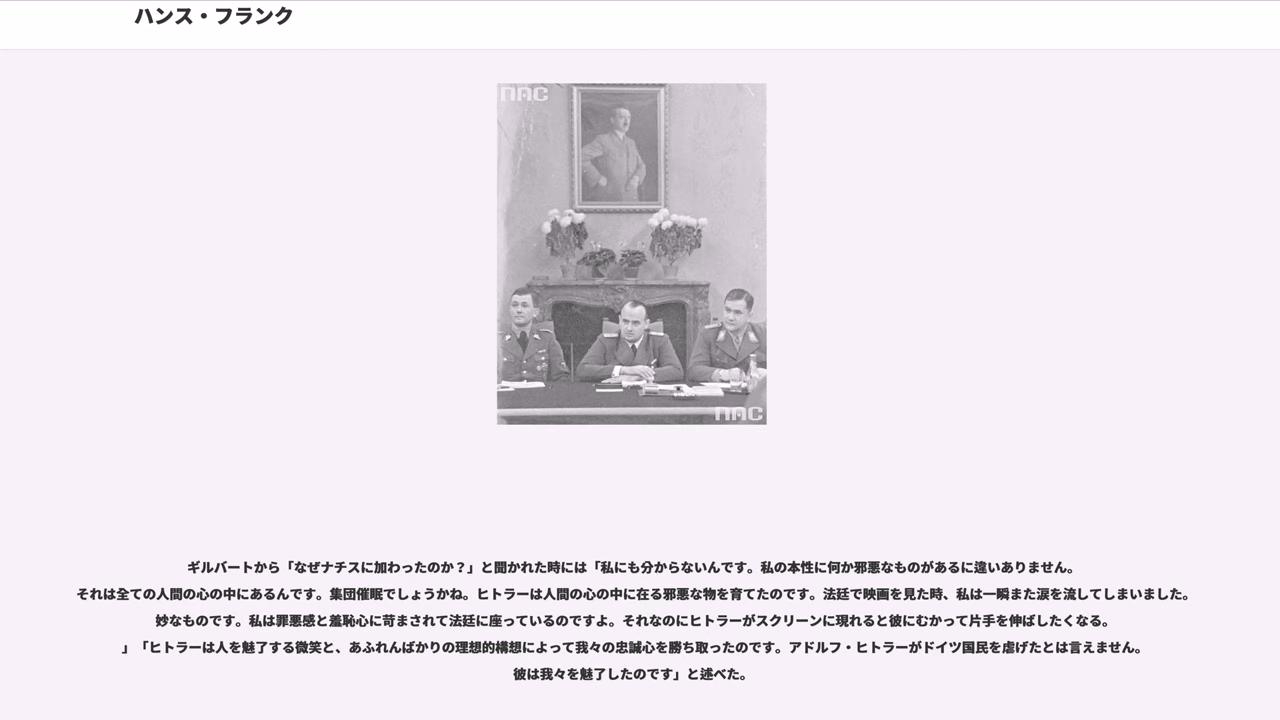 ハンス・フランク
NAC
NAC
ギルバートから「なぜナチスに加わったのか？」と聞かれた時には「私にも分からないんです。私の本性に何か邪悪なものがあるに違いありません。
それは全ての人間の心の中にあるんです。集団催眠でしょうかね。ヒトラーは人間の心の中に在る邪悪な物を育てたのです。法廷で映画を見た時、私は一瞬また涙を流してしまいました。
妙なものです。私は罪悪感と羞恥心に苛まされて法廷に座っているのですよ。それなのにヒトラーがスクリーンに現れると彼にむかって片手を伸ばしたくなる。
」「ヒトラーは人を魅了する微笑と、あふれんばかりの理想的構想によって我々の忠誠心を勝ち取ったのです。アドルフ・ヒトラーがドイツ国民を虐げたとは言えません。
彼は我々を魅了したのです」と述べた。